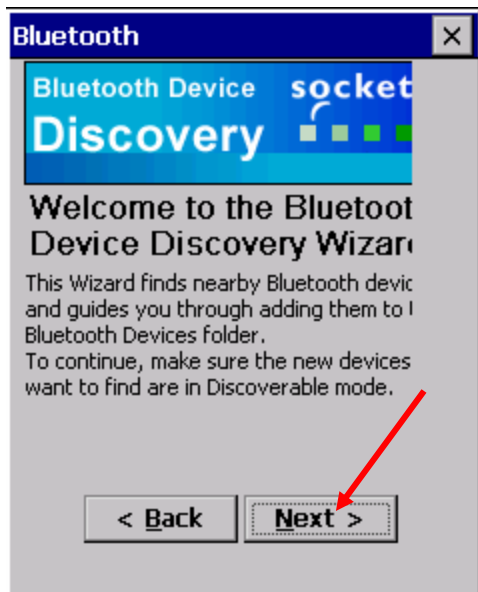 Bluetooth
Bluetooth Device socket
Discovery
Welcome to the Bluetoot
Device Discovery Wizar
This Wizard finds nearby Bluetooth devic
and guides you through adding them to
Bluetooth Devices folder.
To continue, make sure the new devices
want to find are in Discoverable mode.
< Back Next >